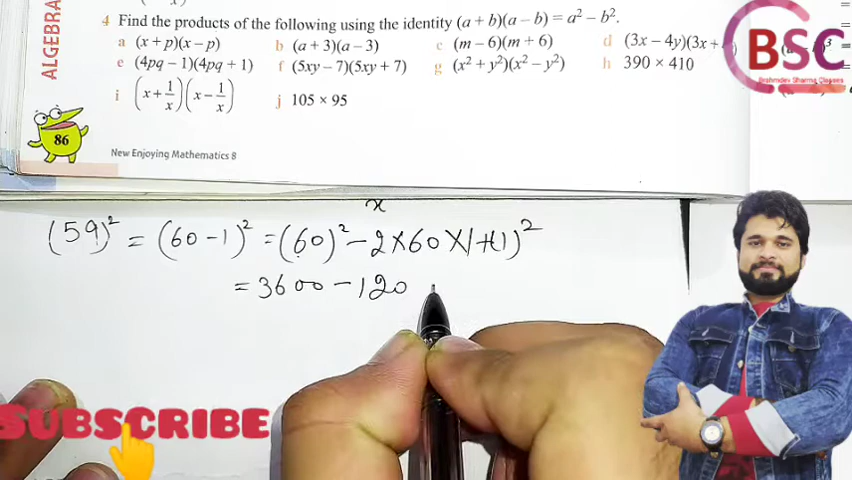 ALGEBRA
4 Find the products of the following using the identity (a + b)(a − b) = a² − b².
a (x + p)(x − p) b (a + 3)(a − 3) c (m − 6)(m + 6) d (3x − 4y)(3x +
e (4pq − 1)(4pq + 1) f (5xy − 7)(5xy + 7) g (x² + y²)(x² − y²) h 390 × 410
i (x + 1/x)(x − 1/x) j 105 × 95
86
New Enjoying Mathematics 8
BSC
Brahmdev Sharma Classes
x
(59)² = (60 − 1)² = (60)² − 2×60×1+(1)²
= 3600 − 120
SUBSCRIBE